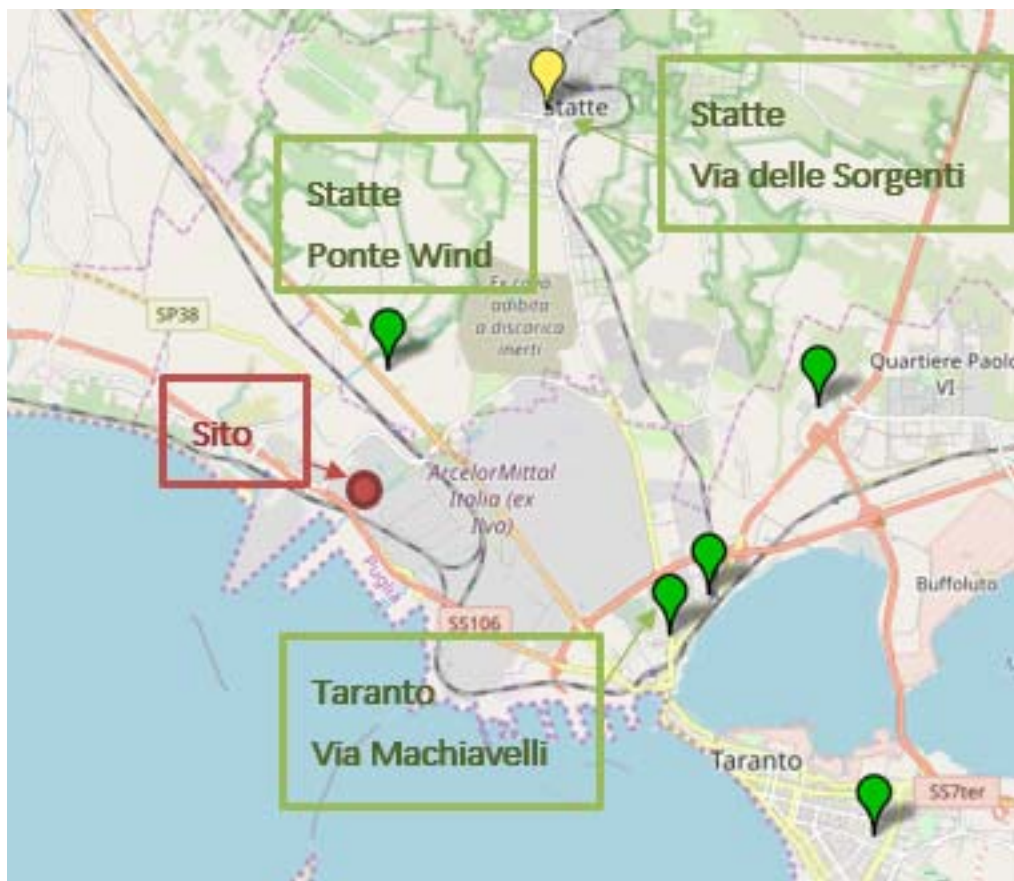 Statte
Statte
Via delle Sorgenti
Statte
Ponte Wind
Ex cava
adibita
a discarica
inerti
SP38
Quartiere Paolo
VI
Sito
ArcelorMittal
Italia (ex
Ilva)
Puglia
Buffoluto
SS106
Taranto
Via Machiavelli
Taranto
SS7ter